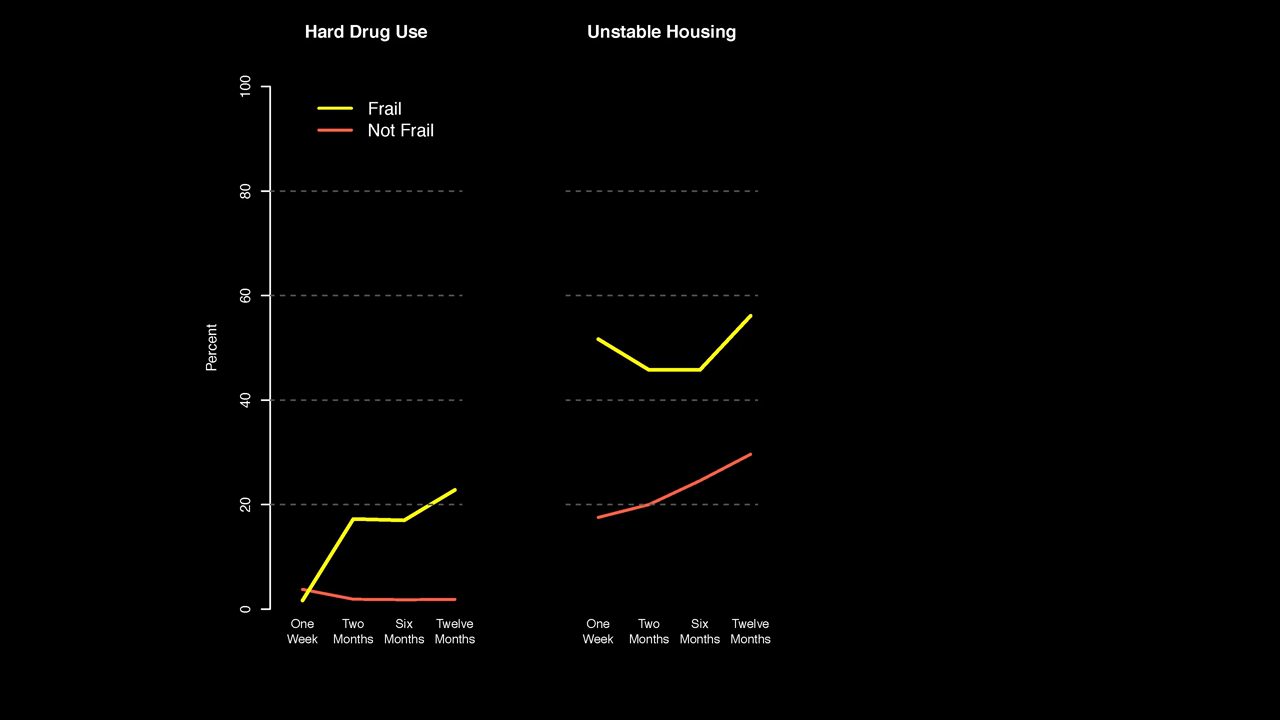 Hard Drug Use
Unstable Housing
Frail
Not Frail
Percent
100
80
60
40
20
0
One Week
Two Months
Six Months
Twelve Months
One Week
Two Months
Six Months
Twelve Months